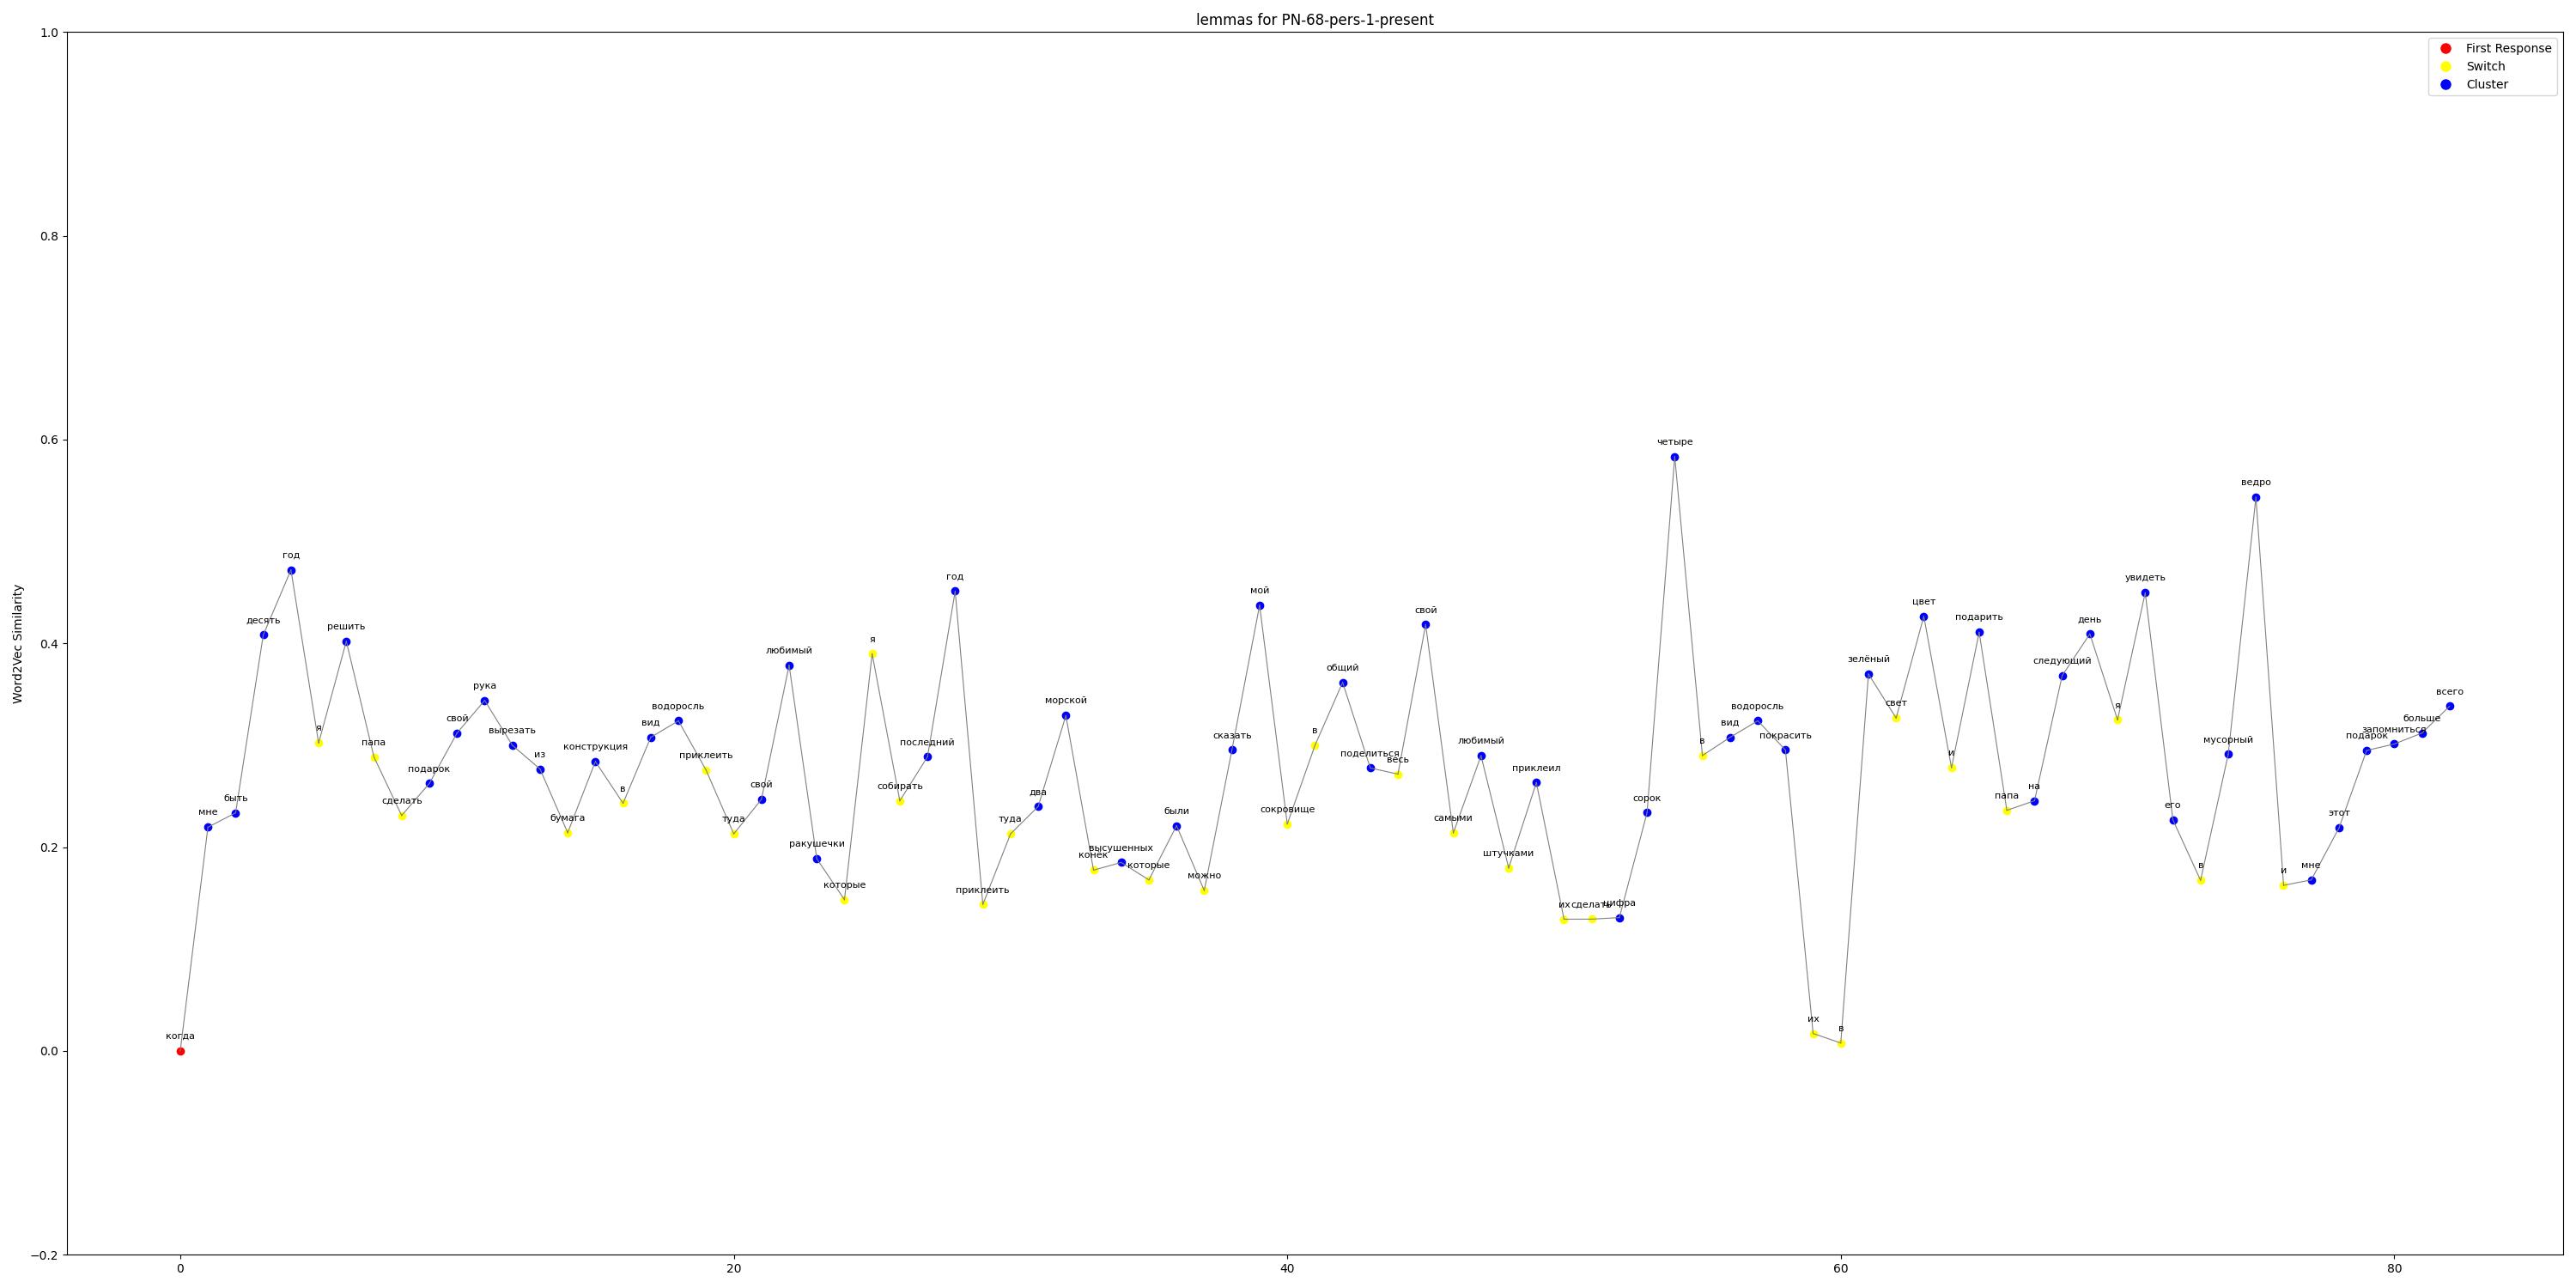 lemmas for PN-68-pers-1-present
First Response
Switch
Cluster
Word2Vec Similarity
1.0
0.8
0.6
0.4
0.2
0.0
−0.2
0
20
40
60
80
когда
мне
быть
десять
год
я
решить
папа
сделать
подарок
свой
рука
вырезать
из
бумага
конструкция
в
вид
водоросль
приклеить
туда
свой
любимый
ракушечки
которые
я
собирать
последний
год
приклеить
туда
два
морской
конёк
высушенных
которые
были
можно
сказать
мой
сокровище
в
общий
поделиться
весь
свой
самыми
любимый
штучками
приклеил
их
сделать
цифра
сорок
четыре
в
вид
водоросль
покрасить
их
в
зелёный
свет
цвет
и
подарить
папа
на
следующий
день
я
увидеть
его
в
мусорный
ведро
и
мне
этот
подарок
запомниться
больше
всего